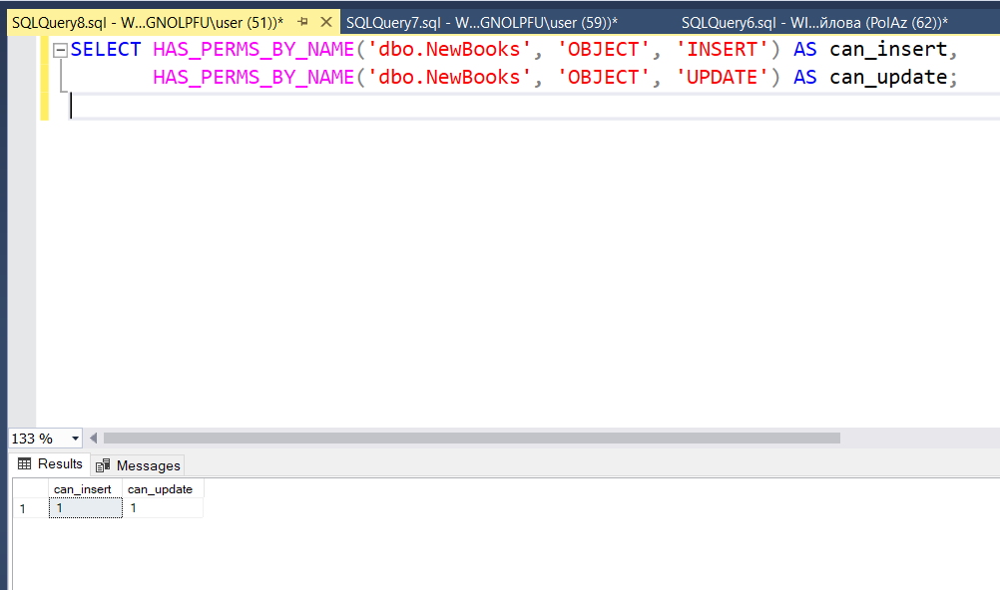 SQLQuery8.sql - W...GNOLPFU\user (51))* SQLQuery7.sql - W...GNOLPFU\user (59))* SQLQuery6.sql - WI...йлова (PolAz (62))*
SELECT HAS_PERMS_BY_NAME('dbo.NewBooks', 'OBJECT', 'INSERT') AS can_insert,
HAS_PERMS_BY_NAME('dbo.NewBooks', 'OBJECT', 'UPDATE') AS can_update;
133 %
Results Messages
can_insert can_update
1 1 1